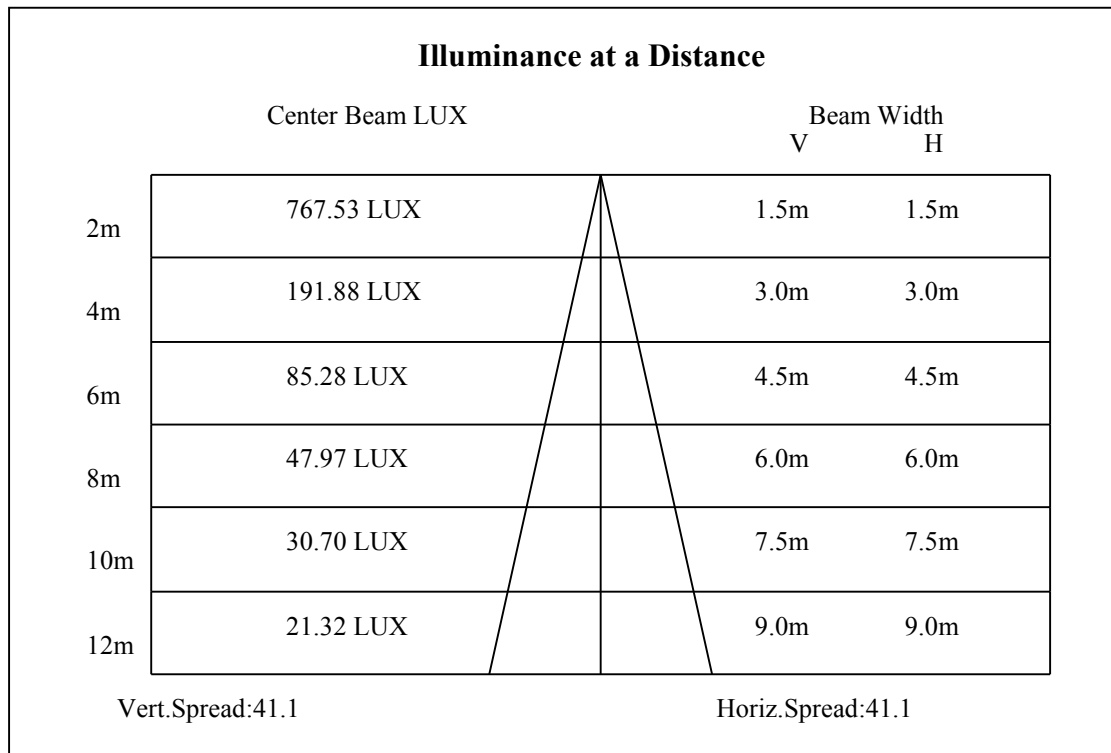 Illuminance at a Distance
Center Beam LUX Beam Width
V H
2m 767.53 LUX 1.5m 1.5m
4m 191.88 LUX 3.0m 3.0m
6m 85.28 LUX 4.5m 4.5m
8m 47.97 LUX 6.0m 6.0m
10m 30.70 LUX 7.5m 7.5m
12m 21.32 LUX 9.0m 9.0m
Vert.Spread:41.1 Horiz.Spread:41.1